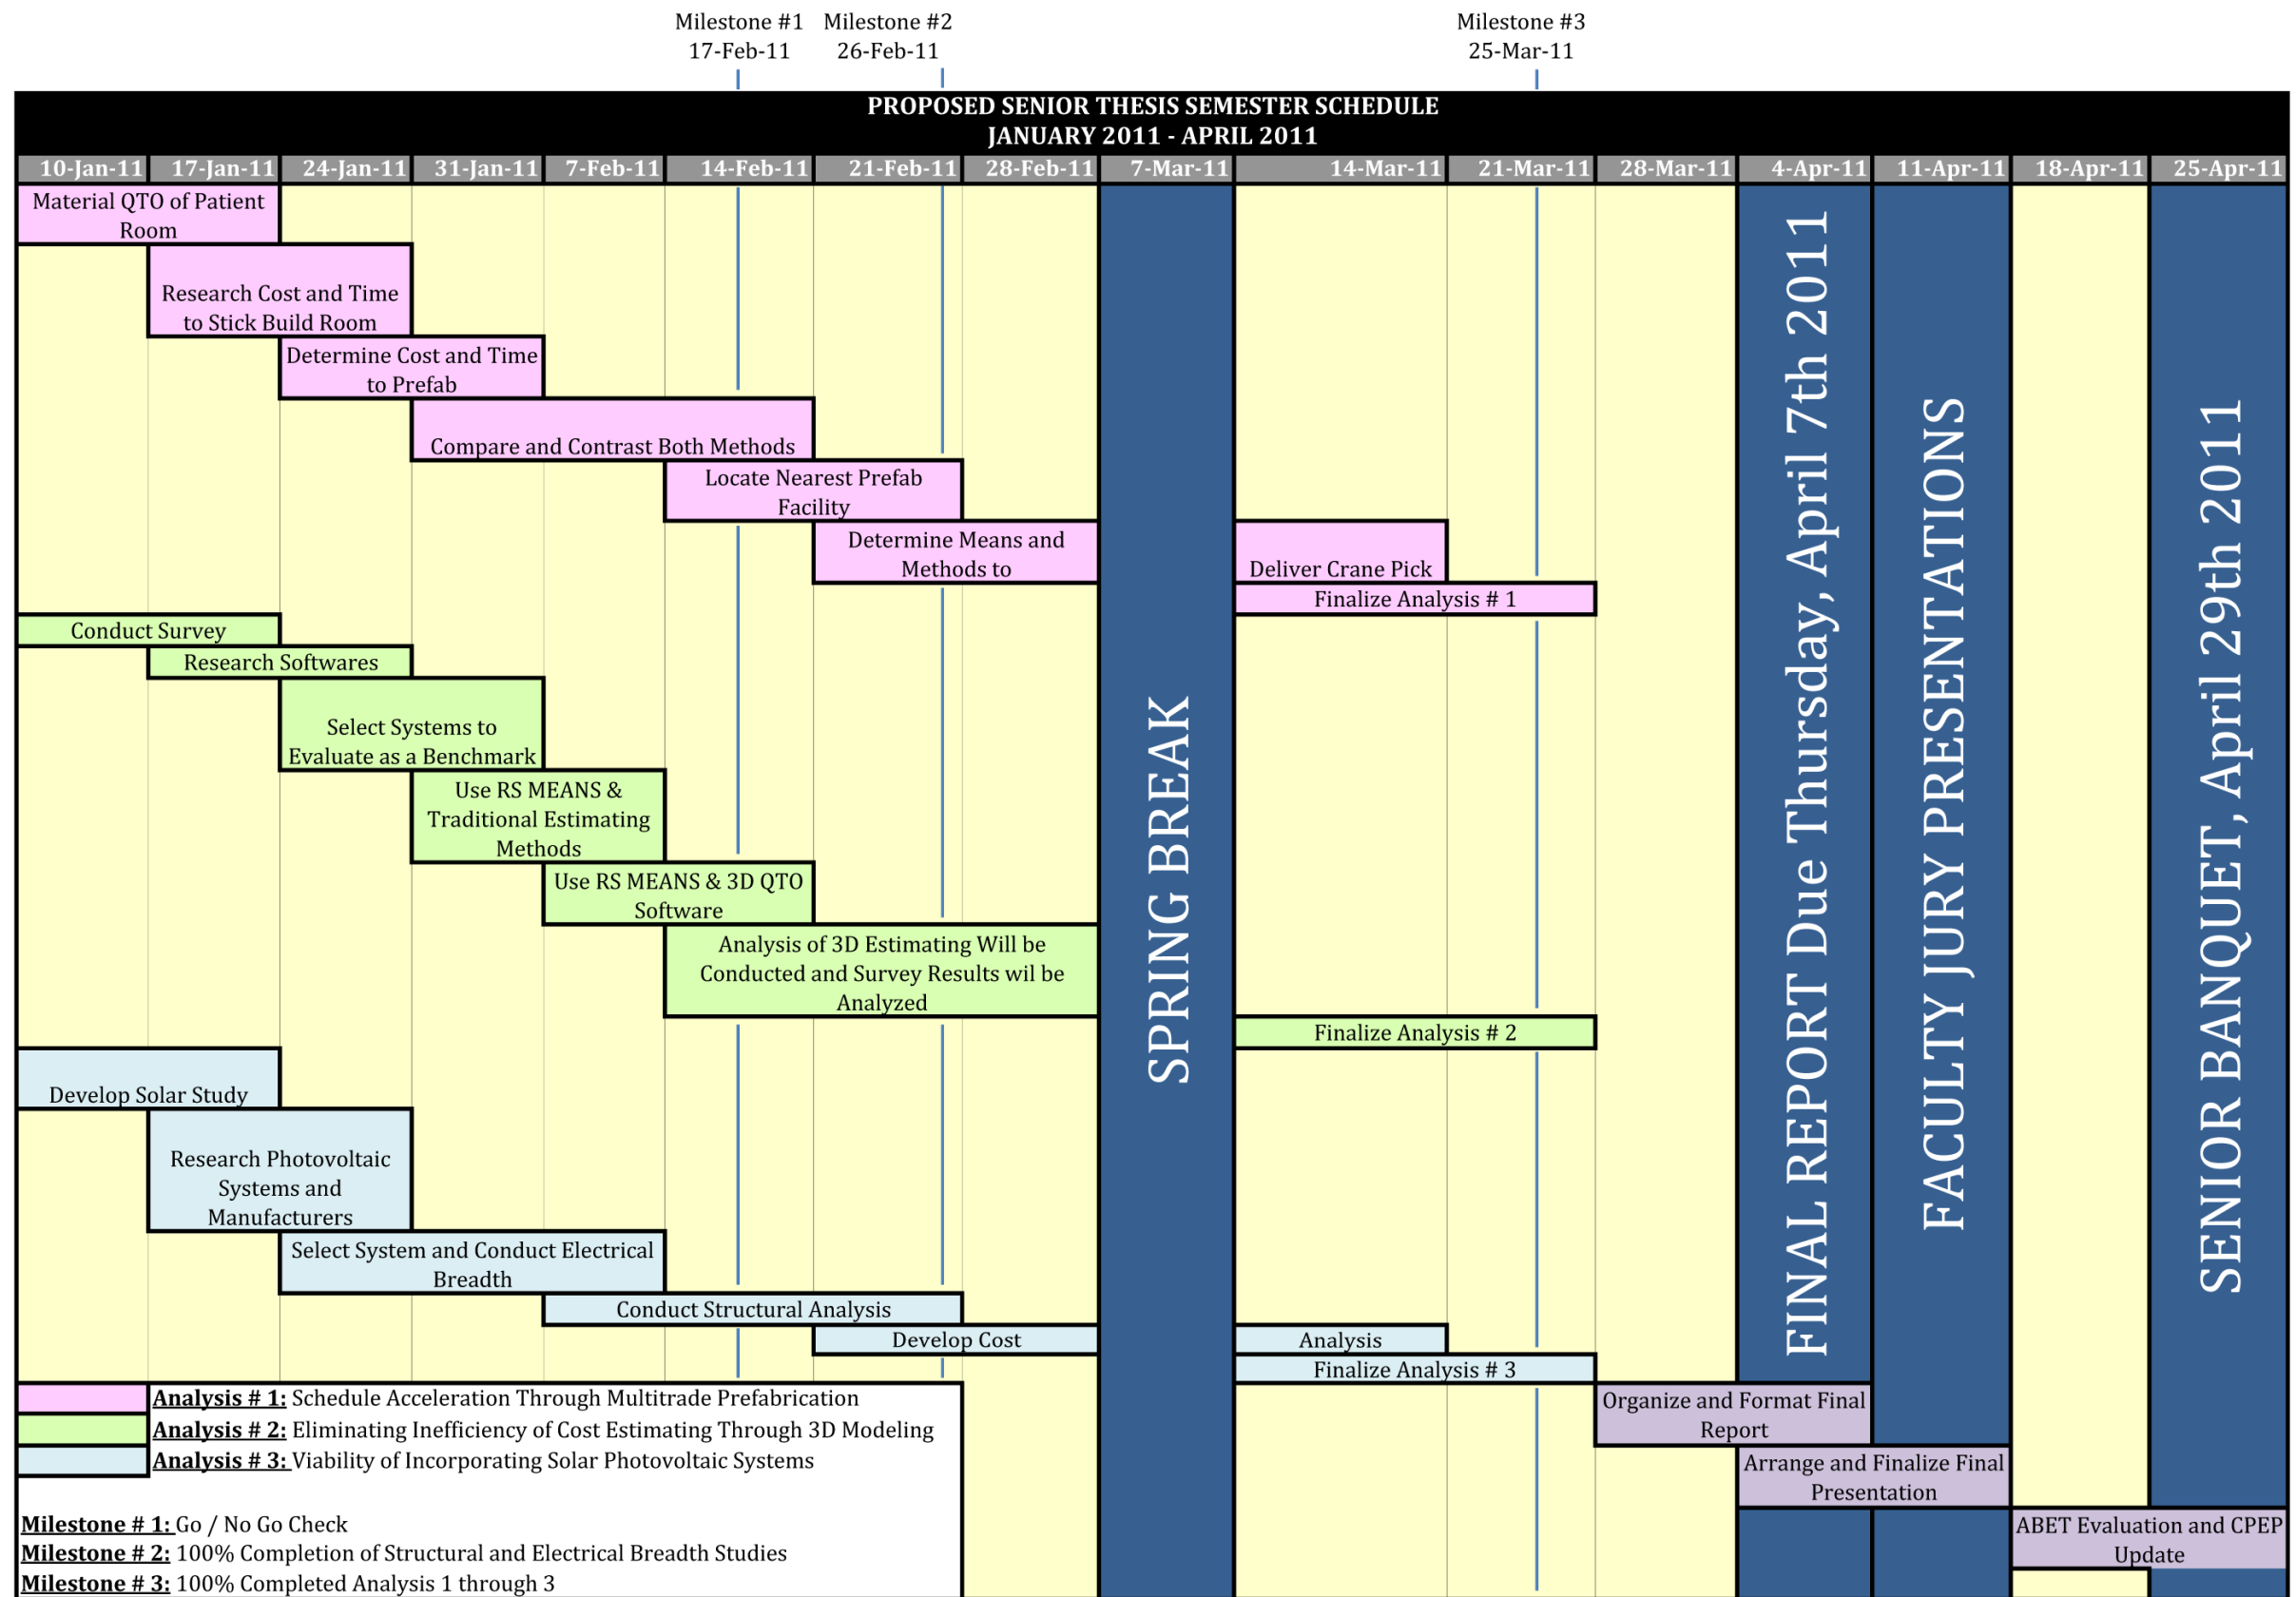 Milestone #1 Milestone #2 Milestone #3
17-Feb-11 26-Feb-11 25-Mar-11
PROPOSED SENIOR THESIS SEMESTER SCHEDULE
JANUARY 2011 - APRIL 2011
10-Jan-11 17-Jan-11 24-Jan-11 31-Jan-11 7-Feb-11 14-Feb-11 21-Feb-11 28-Feb-11 7-Mar-11 14-Mar-11 21-Mar-11 28-Mar-11 4-Apr-11 11-Apr-11 18-Apr-11 25-Apr-11
Material QTO of Patient
Room
Research Cost and Time
to Stick Build Room
Determine Cost and Time
to Prefab
Compare and Contrast Both Methods
Locate Nearest Prefab
Facility
Determine Means and
Methods to
Deliver Crane Pick
Finalize Analysis # 1
Conduct Survey
Research Softwares
Select Systems to
Evaluate as a Benchmark
Use RS MEANS &
Traditional Estimating
Methods
Use RS MEANS & 3D QTO
Software
Analysis of 3D Estimating Will be
Conducted and Survey Results wil be
Analyzed
Finalize Analysis # 2
Develop Solar Study
Research Photovoltaic
Systems and
Manufacturers
Select System and Conduct Electrical
Breadth
Conduct Structural Analysis
Develop Cost
Analysis
Finalize Analysis # 3
SPRING BREAK
FINAL REPORT Due Thursday, April 7th 2011
FACULTY JURY PRESENTATIONS
SENIOR BANQUET, April 29th 2011
Organize and Format Final
Report
Arrange and Finalize Final
Presentation
ABET Evaluation and CPEP
Update
Analysis # 1: Schedule Acceleration Through Multitrade Prefabrication
Analysis # 2: Eliminating Inefficiency of Cost Estimating Through 3D Modeling
Analysis # 3: Viability of Incorporating Solar Photovoltaic Systems
Milestone # 1: Go / No Go Check
Milestone # 2: 100% Completion of Structural and Electrical Breadth Studies
Milestone # 3: 100% Completed Analysis 1 through 3